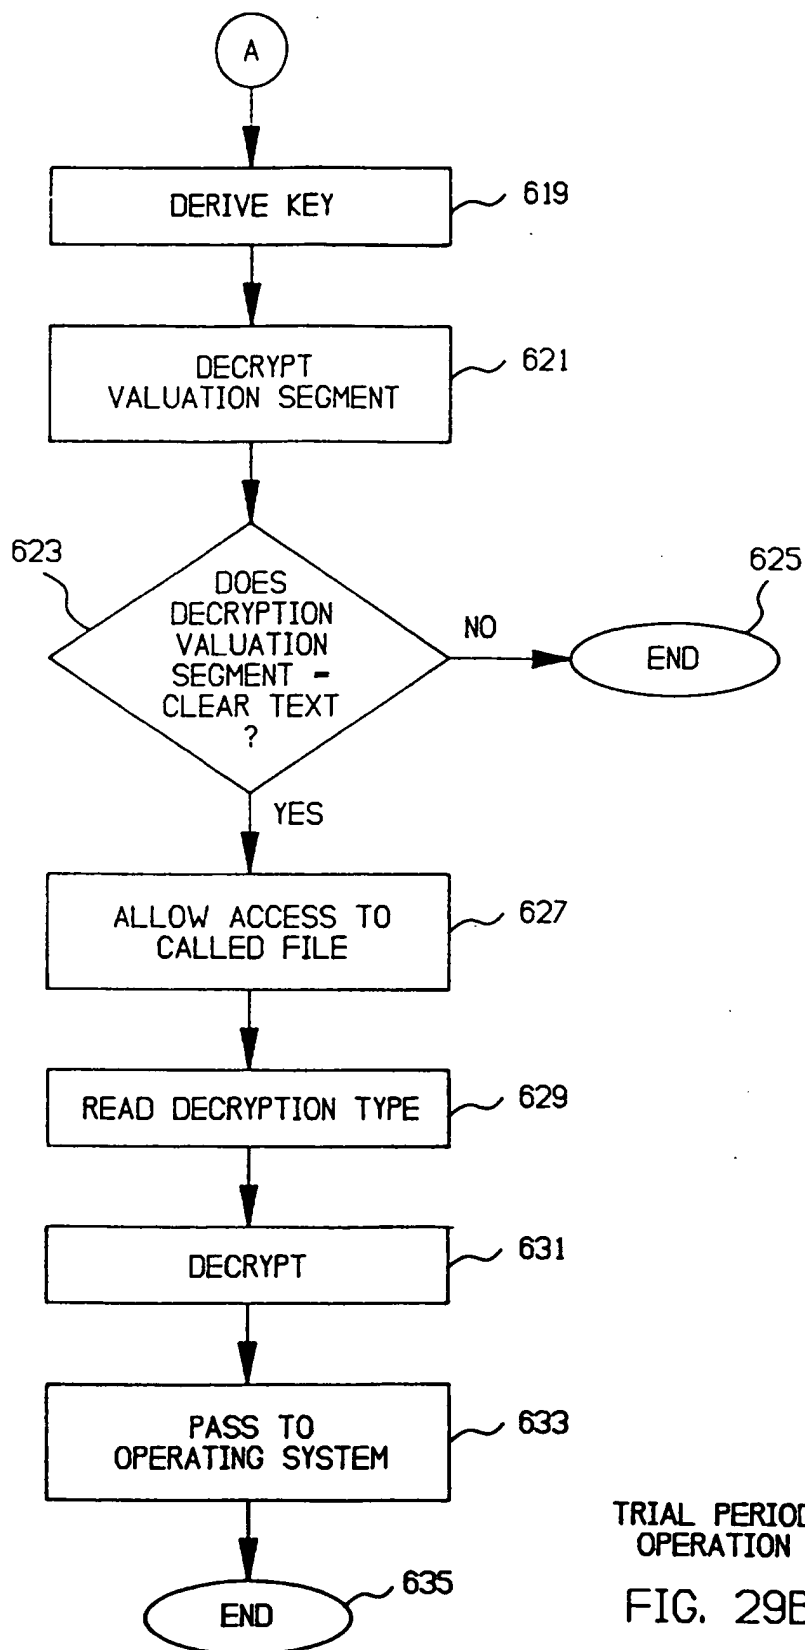 A
DERIVE KEY
619
DECRYPT
VALUATION SEGMENT
621
623
DOES
DECRYPTION
VALUATION
SEGMENT -
CLEAR TEXT
?
NO
625
END
YES
ALLOW ACCESS TO
CALLED FILE
627
READ DECRYPTION TYPE
629
DECRYPT
631
PASS TO
OPERATING SYSTEM
633
END
635
TRIAL PERIOD
OPERATION
FIG. 29B